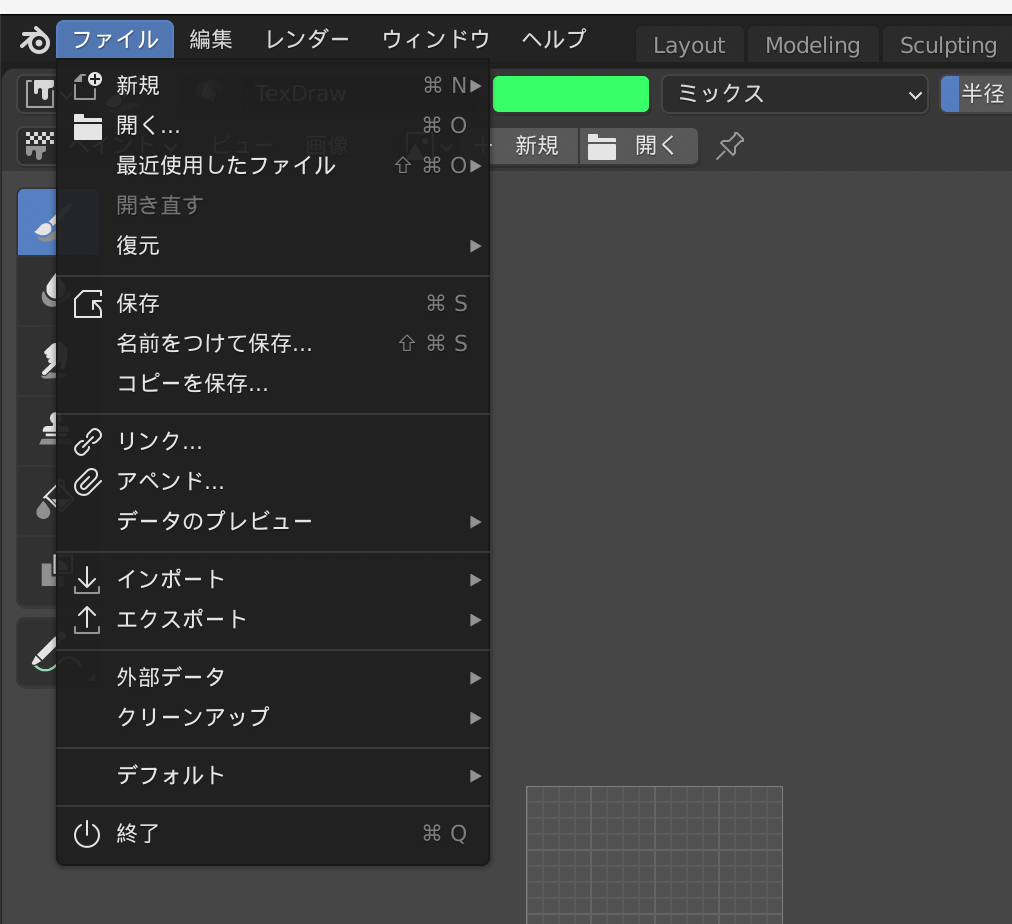 ファイル 編集 レンダー ウィンドウ ヘルプ Layout Modeling Sculpting
TexDraw ミックス 半径
ペイント ビュー 画像 新規 開く
新規 ⌘ N▶
開く... ⌘ O
最近使用したファイル ⇧ ⌘ O▶
開き直す
復元 ▶
保存 ⌘ S
名前をつけて保存... ⇧ ⌘ S
コピーを保存...
リンク...
アペンド...
データのプレビュー ▶
インポート ▶
エクスポート ▶
外部データ ▶
クリーンアップ ▶
デフォルト ▶
終了 ⌘ Q